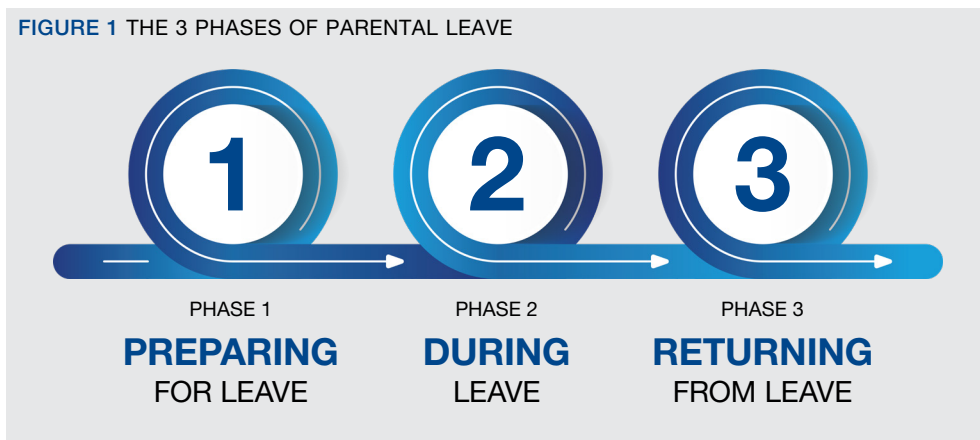 FIGURE 1 THE 3 PHASES OF PARENTAL LEAVE
1
2
3
PHASE 1
PREPARING
FOR LEAVE
PHASE 2
DURING
LEAVE
PHASE 3
RETURNING
FROM LEAVE